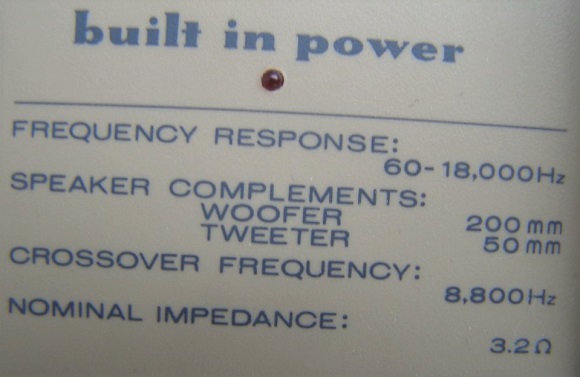 built in power
FREQUENCY RESPONSE:
60-18,000Hz
SPEAKER COMPLEMENTS:
WOOFER 200mm
TWEETER 50mm
CROSSOVER FREQUENCY:
8,800Hz
NOMINAL IMPEDANCE:
3.2Ω